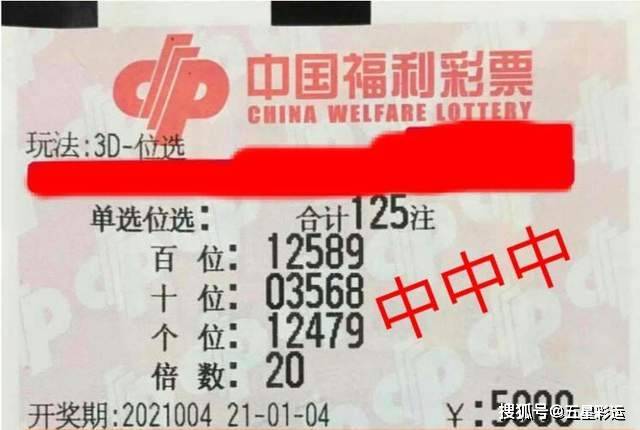 中国福利彩票
CHINA WELFARE LOTTERY
玩法:3D-位选
单选位选: 合计125注
百位: 12589
十位: 03568
个位: 12479
中中中
倍数: 20
开奖期:2021004 21-01-04 ¥:5000
搜狐号@五星彩运